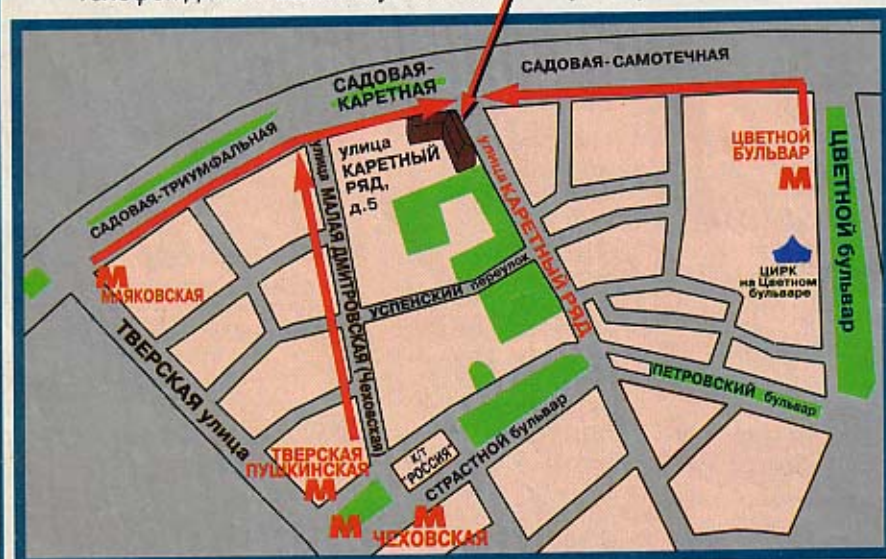 САДОВАЯ-САМОТЕЧНАЯ
САДОВАЯ-
КАРЕТНАЯ
САДОВАЯ-ТРИУМФАЛЬНАЯ
улица
КАРЕТНЫЙ
РЯД,
д.5
улица КАРЕТНЫЙ РЯД
ЦВЕТНОЙ
БУЛЬВАР
М
ЦВЕТНОЙ бульвар
ЦИРК
на Цветном
бульваре
М
МАЯКОВСКАЯ
улица МАЛАЯ ДМИТРОВСКАЯ (Чеховская)
УСПЕНСКИЙ переулок
ТВЕРСКАЯ улица
ПЕТРОВСКИЙ бульвар
ТВЕРСКАЯ
ПУШКИНСКАЯ
М
К/Т
"РОССИЯ"
СТРАСТНОЙ бульвар
М
М
ЧЕХОВСКАЯ